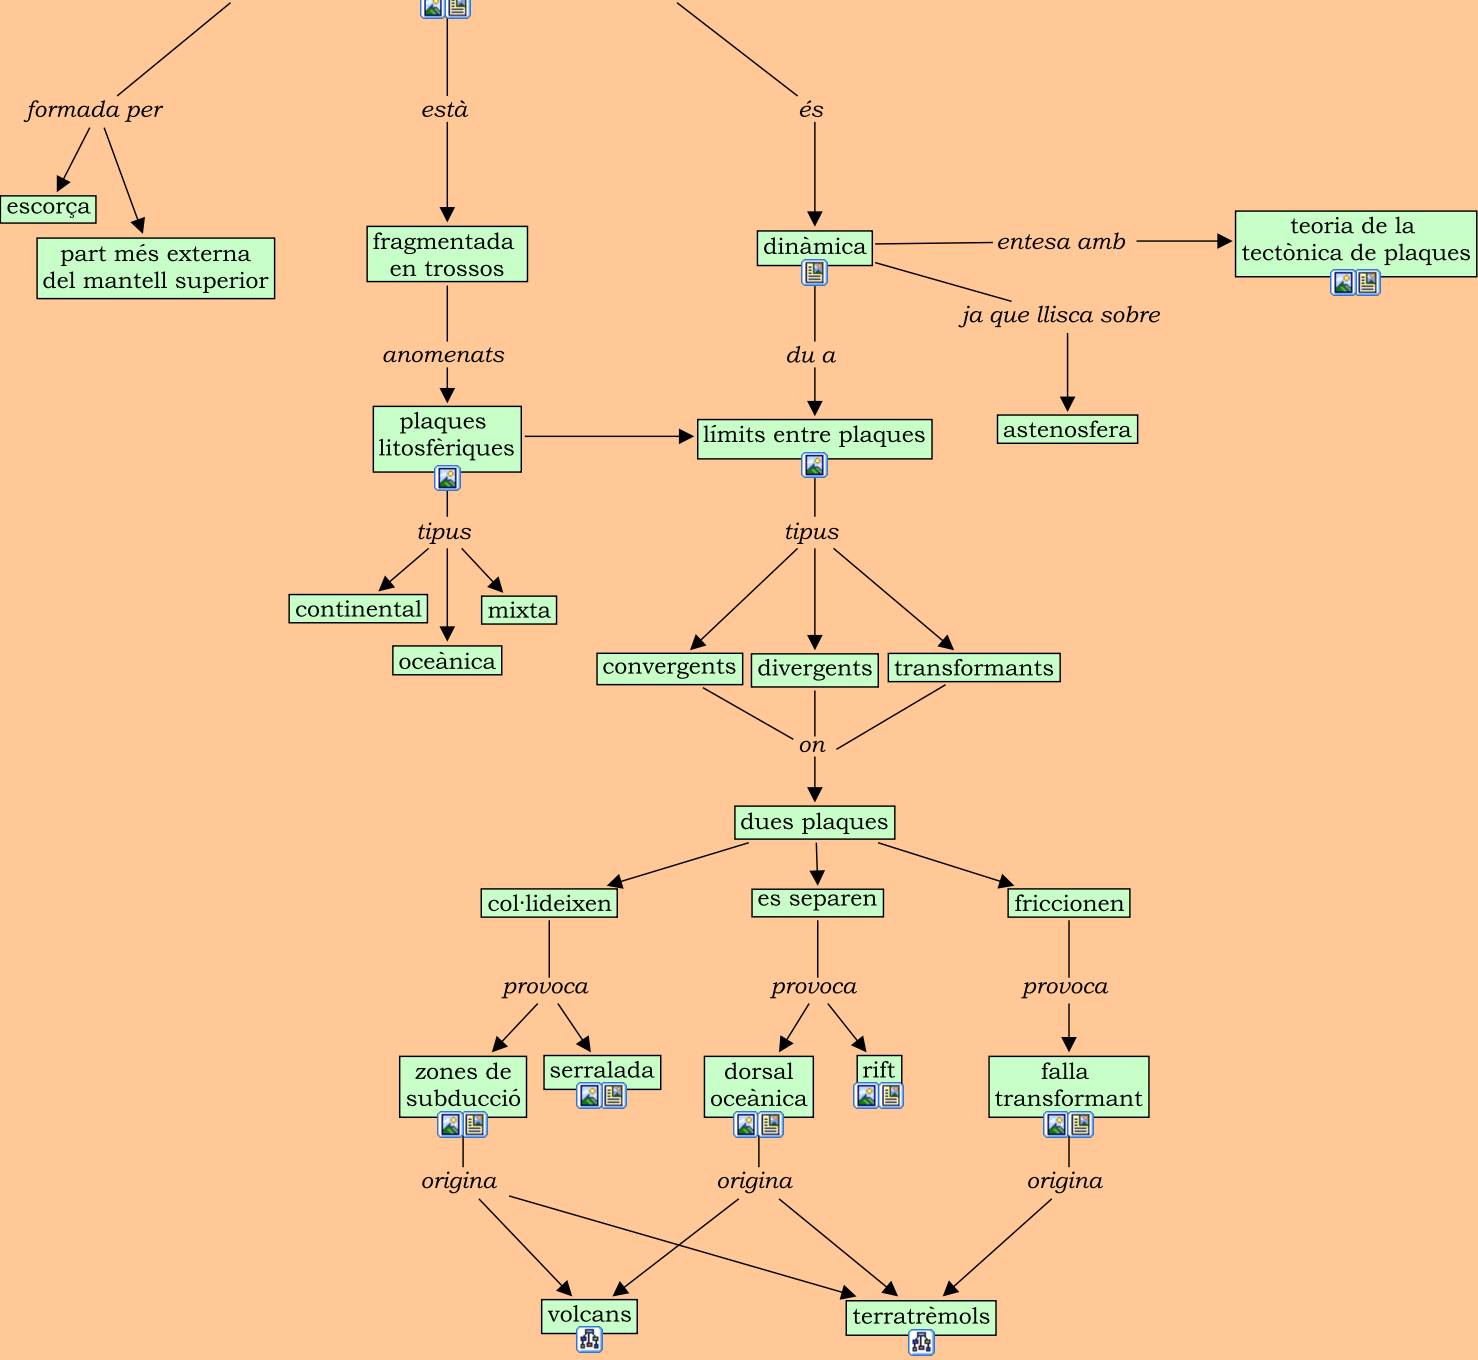 formada per
està
és
escorça
part més externa
del mantell superior
fragmentada
en trossos
dinàmica
entesa amb
teoria de la
tectònica de plaques
ja que llisca sobre
anomenats
du a
plaques
litosfèriques
límits entre plaques
astenosfera
tipus
tipus
continental
mixta
oceànica
convergents
divergents
transformants
on
dues plaques
col·lideixen
es separen
friccionen
provoca
provoca
provoca
zones de
subducció
serralada
dorsal
oceànica
rift
falla
transformant
origina
origina
origina
volcans
terratrèmols